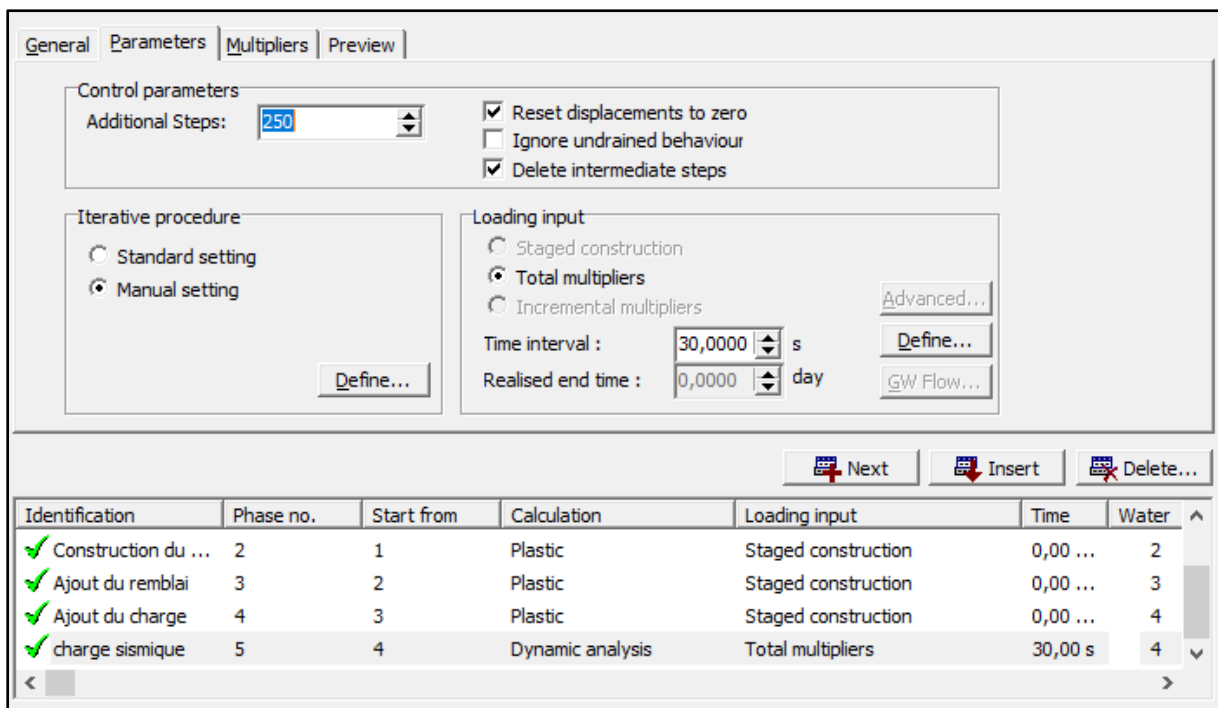 General Parameters Multipliers Preview
Control parameters
Additional Steps: 250
Reset displacements to zero
Ignore undrained behaviour
Delete intermediate steps
Iterative procedure
Standard setting
Manual setting
Define...
Loading input
Staged construction
Total multipliers
Incremental multipliers
Advanced...
Time interval : 30,0000 s Define...
Realised end time : 0,0000 day GW Flow...
Next Insert Delete...
Identification Phase no. Start from Calculation Loading input Time Water
Construction du ... 2 1 Plastic Staged construction 0,00 ... 2
Ajout du remblai 3 2 Plastic Staged construction 0,00 ... 3
Ajout du charge 4 3 Plastic Staged construction 0,00 ... 4
charge sismique 5 4 Dynamic analysis Total multipliers 30,00 s 4